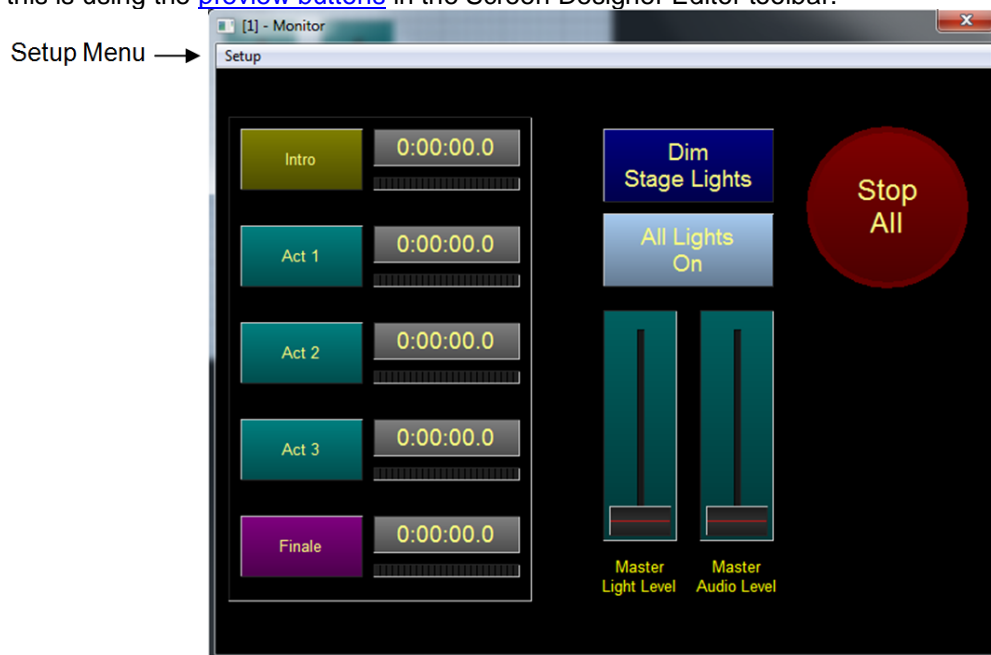 this is using the preview buttons in the Screen Designer Editor toolbar.
[1] - Monitor
Setup Menu
Setup
Intro
0:00:00.0
Act 1
0:00:00.0
Act 2
0:00:00.0
Act 3
0:00:00.0
Finale
0:00:00.0
Dim
Stage Lights
All Lights
On
Stop
All
Master
Light Level
Master
Audio Level